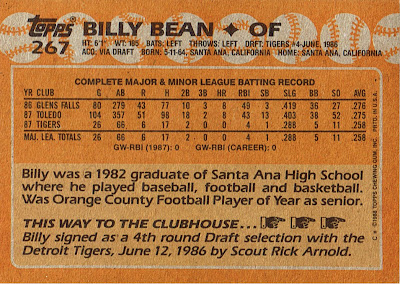 Topps
267
BILLY BEAN ✦ OF
HT: 6'1" WT: 195 BATS: LEFT THROWS: LEFT DRAFT: TIGERS #4-JUNE, 1986
ACQ: VIA DRAFT BORN: 5-11-64, SANTA ANA, CALIFORNIA HOME: SANTA ANA, CALIFORNIA
COMPLETE MAJOR & MINOR LEAGUE BATTING RECORD
YR CLUB G AB R H 2B 3B HR RBI SB SLG BB SO AVG
86 GLENS FALLS 80 279 43 77 10 3 8 49 3 .419 36 27 .276
87 TOLEDO 104 357 51 98 18 2 8 43 13 .403 38 52 .275
87 TIGERS 26 66 6 17 2 0 0 4 1 .288 5 11 .258
MAJ. LEA. TOTALS 26 66 6 17 2 0 0 4 1 .288 5 11 .258
GW-RBI (1987): 0 GW-RBI (CAREER): 0
Billy was a 1982 graduate of Santa Ana High School
where he played baseball, football and basketball.
Was Orange County Football Player of Year as senior.
THIS WAY TO THE CLUBHOUSE...
Billy signed as a 4th round Draft selection with the
Detroit Tigers, June 12, 1986 by Scout Rick Arnold.
C * ©1988 TOPPS CHEWING GUM, INC. PRTD. IN U.S.A.